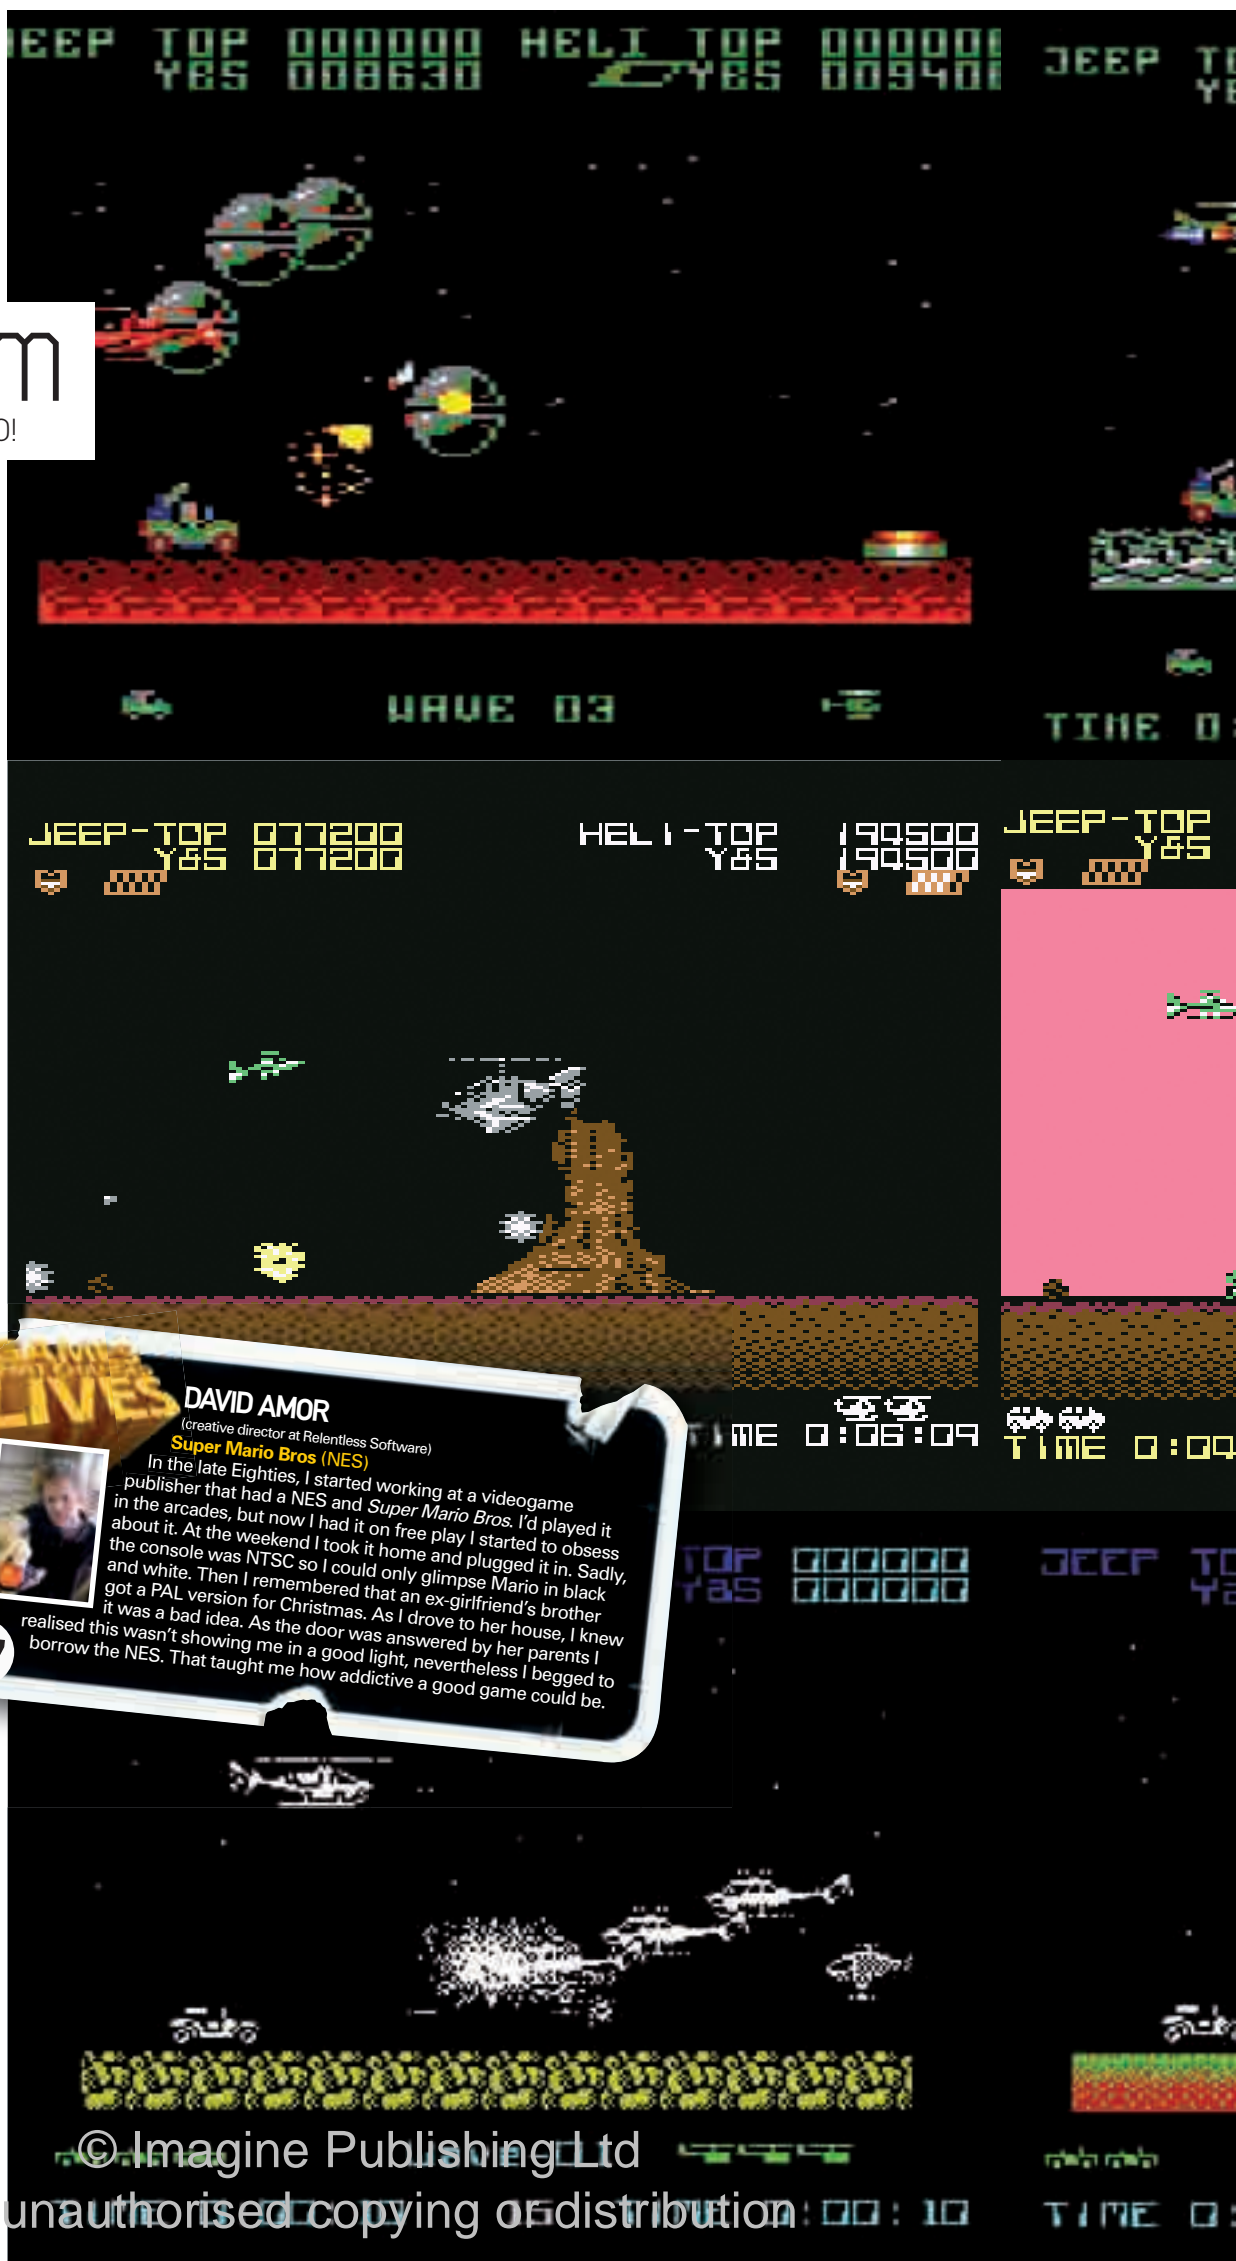 JEEP TOP 000000 HELI TOP
YES 008630 YES
JEEP
m
O!
WAVE 03
TIME 0
JEEP-TOP 077200 HELI-TOP 194500
Y&S 077200 Y&S 194500
JEEP-TOP
Y&S
TIME 0:06:09
TIME 0:04
LIVES
DAVID AMOR
(creative director at Relentless Software)
Super Mario Bros (NES)
In the late Eighties, I started working at a videogame
publisher that had a NES and Super Mario Bros. I'd played it
in the arcades, but now I had it on free play I started to obsess
about it. At the weekend I took it home and plugged it in. Sadly,
the console was NTSC so I could only glimpse Mario in black
and white. Then I remembered that an ex-girlfriend's brother
got a PAL version for Christmas. As I drove to her house, I knew
it was a bad idea. As the door was answered by her parents I
realised this wasn't showing me in a good light, nevertheless I begged to
borrow the NES. That taught me how addictive a good game could be.
TOP 000000
Y&S 000000
JEEP
© Imagine Publishing Ltd
unauthorised copying or distribution
:00:10
TIME 0: